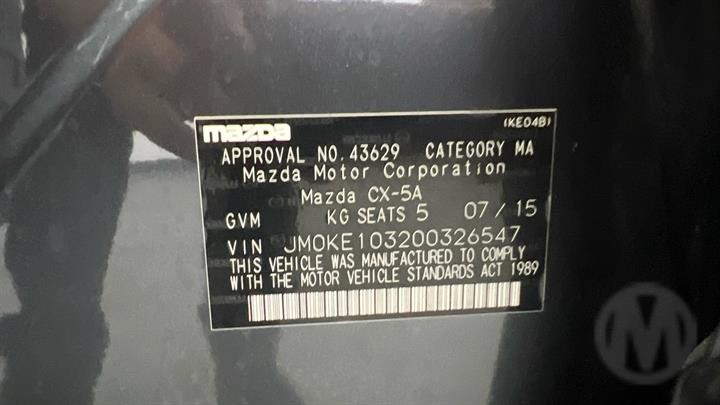 mazda
(KE04B)
APPROVAL NO. 43629 CATEGORY MA
Mazda Motor Corporation
Mazda CX-5A
GVM KG SEATS 5 07 / 15
VIN JM0KE103200326547
THIS VEHICLE WAS MANUFACTURED TO COMPLY
WITH THE MOTOR VEHICLE STANDARDS ACT 1989
M